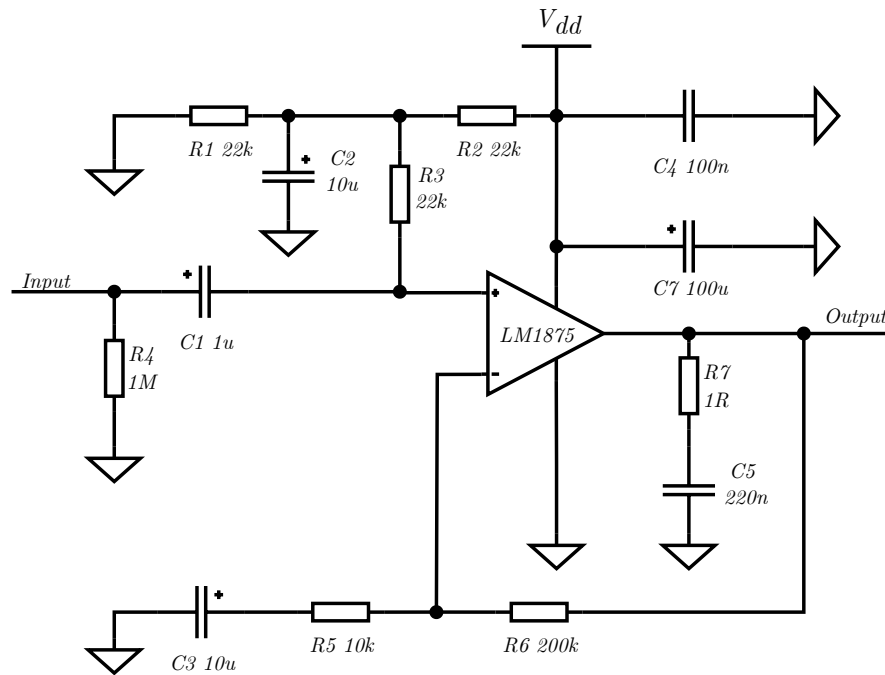 Vdd
R1 22k
C2
10u
R2 22k
R3
22k
C4 100n
C7 100u
Input
C1 1u
R4
1M
+
-
LM1875
Output
R7
1R
C5
220n
C3 10u
R5 10k
R6 200k